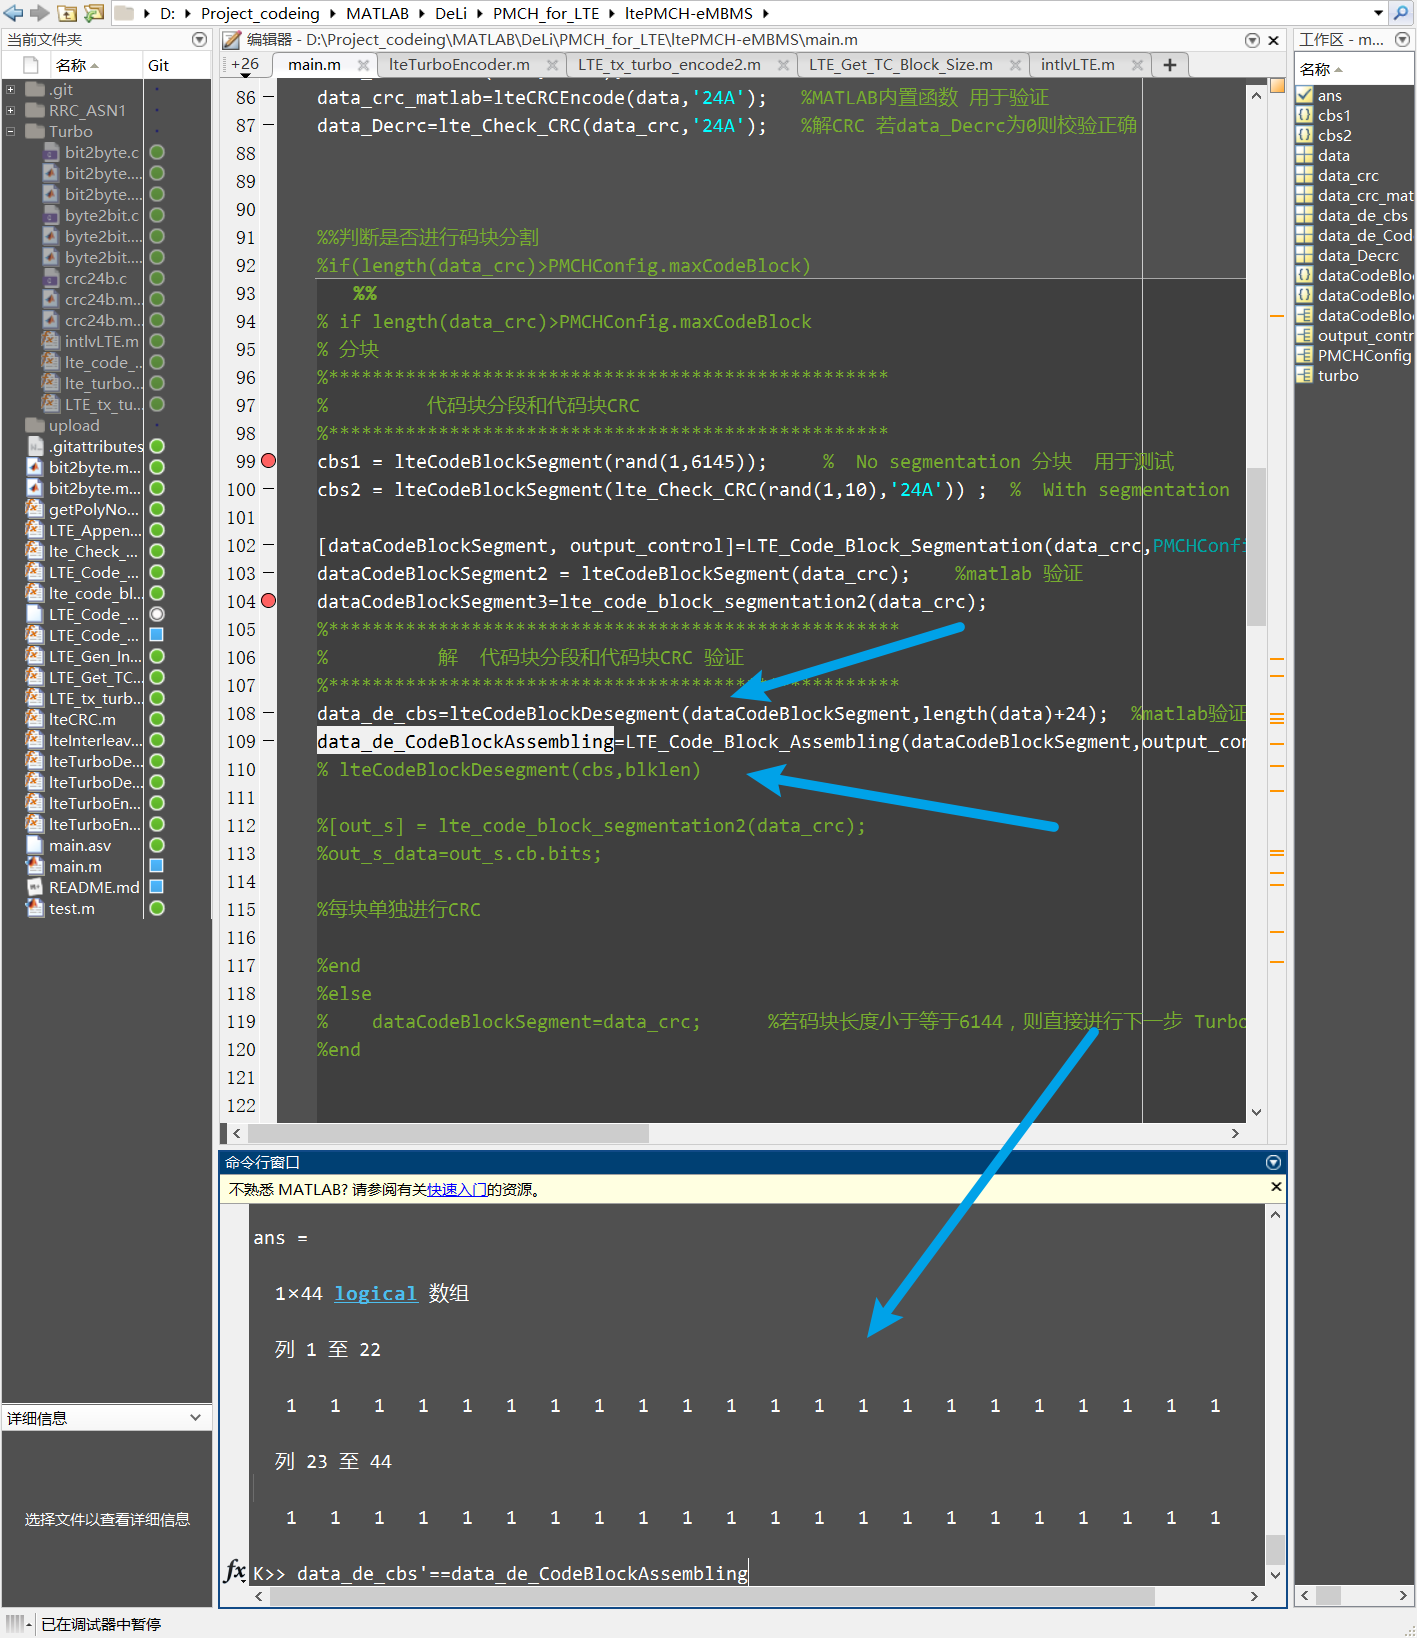 D: Project_codeing MATLAB DeLi PMCH_for_LTE ltePMCH-eMBMS
当前文件夹
名称 Git
.git
RRC_ASN1
Turbo
bit2byte.c
bit2byte....
bit2byte....
byte2bit.c
byte2bit....
byte2bit....
crc24b.c
crc24b.m...
crc24b.m...
intlvLTE.m
lte_code_...
lte_turbo...
LTE_tx_tu...
upload
.gitattributes
bit2byte.m...
bit2byte.m...
getPolyNo...
LTE_Appen...
lte_Check_...
LTE_Code_...
lte_code_bl...
LTE_Code_...
LTE_Code_...
LTE_Gen_In...
LTE_Get_TC...
LTE_tx_turb...
lteCRC.m
lteInterleav...
lteTurboDe...
lteTurboDe...
lteTurboEn...
lteTurboEn...
main.asv
main.m
README.md
test.m
详细信息
选择文件以查看详细信息
编辑器 - D:\Project_codeing\MATLAB\DeLi\PMCH_for_LTE\ltePMCH-eMBMS\main.m
+26 main.m lteTurboEncoder.m LTE_tx_turbo_encode2.m LTE_Get_TC_Block_Size.m intlvLTE.m
86 data_crc_matlab=lteCRCEncode(data,'24A'); %MATLAB内置函数 用于验证
87 data_Decrc=lte_Check_CRC(data_crc,'24A'); %解CRC 若data_Decrc为0则校验正确
88
89
90
91 %%判断是否进行码块分割
92 %if(length(data_crc)>PMCHConfig.maxCodeBlock)
93 %%
94 % if length(data_crc)>PMCHConfig.maxCodeBlock
95 % 分块
96 %***************************************************
97 % 代码块分段和代码块CRC
98 %***************************************************
99 cbs1 = lteCodeBlockSegment(rand(1,6145)); % No segmentation 分块 用于测试
100 cbs2 = lteCodeBlockSegment(lte_Check_CRC(rand(1,10),'24A')) ; % With segmentation
101
102 [dataCodeBlockSegment, output_control]=LTE_Code_Block_Segmentation(data_crc,PMCHConfi
103 dataCodeBlockSegment2 = lteCodeBlockSegment(data_crc); %matlab 验证
104 dataCodeBlockSegment3=lte_code_block_segmentation2(data_crc);
105 %****************************************************
106 % 解 代码块分段和代码块CRC 验证
107 %****************************************************
108 data_de_cbs=lteCodeBlockDesegment(dataCodeBlockSegment,length(data)+24); %matlab验证
109 data_de_CodeBlockAssembling=LTE_Code_Block_Assembling(dataCodeBlockSegment,output_con
110 % lteCodeBlockDesegment(cbs,blklen)
111
112 %[out_s] = lte_code_block_segmentation2(data_crc);
113 %out_s_data=out_s.cb.bits;
114
115 %每块单独进行CRC
116
117 %end
118 %else
119 % dataCodeBlockSegment=data_crc; %若码块长度小于等于6144，则直接进行下一步 Turbo
120 %end
121
122
命令行窗口
不熟悉 MATLAB? 请参阅有关快速入门的资源。
ans =
1×44 logical 数组
列 1 至 22
1 1 1 1 1 1 1 1 1 1 1 1 1 1 1 1 1 1 1 1 1 1
列 23 至 44
1 1 1 1 1 1 1 1 1 1 1 1 1 1 1 1 1 1 1 1 1 1
fx K>> data_de_cbs'==data_de_CodeBlockAssembling
工作区 - m...
名称
ans
cbs1
cbs2
data
data_crc
data_crc_mat
data_de_cbs
data_de_Cod
data_Decrc
dataCodeBlo
dataCodeBlo
dataCodeBlo
output_contr
PMCHConfig
turbo
已在调试器中暂停